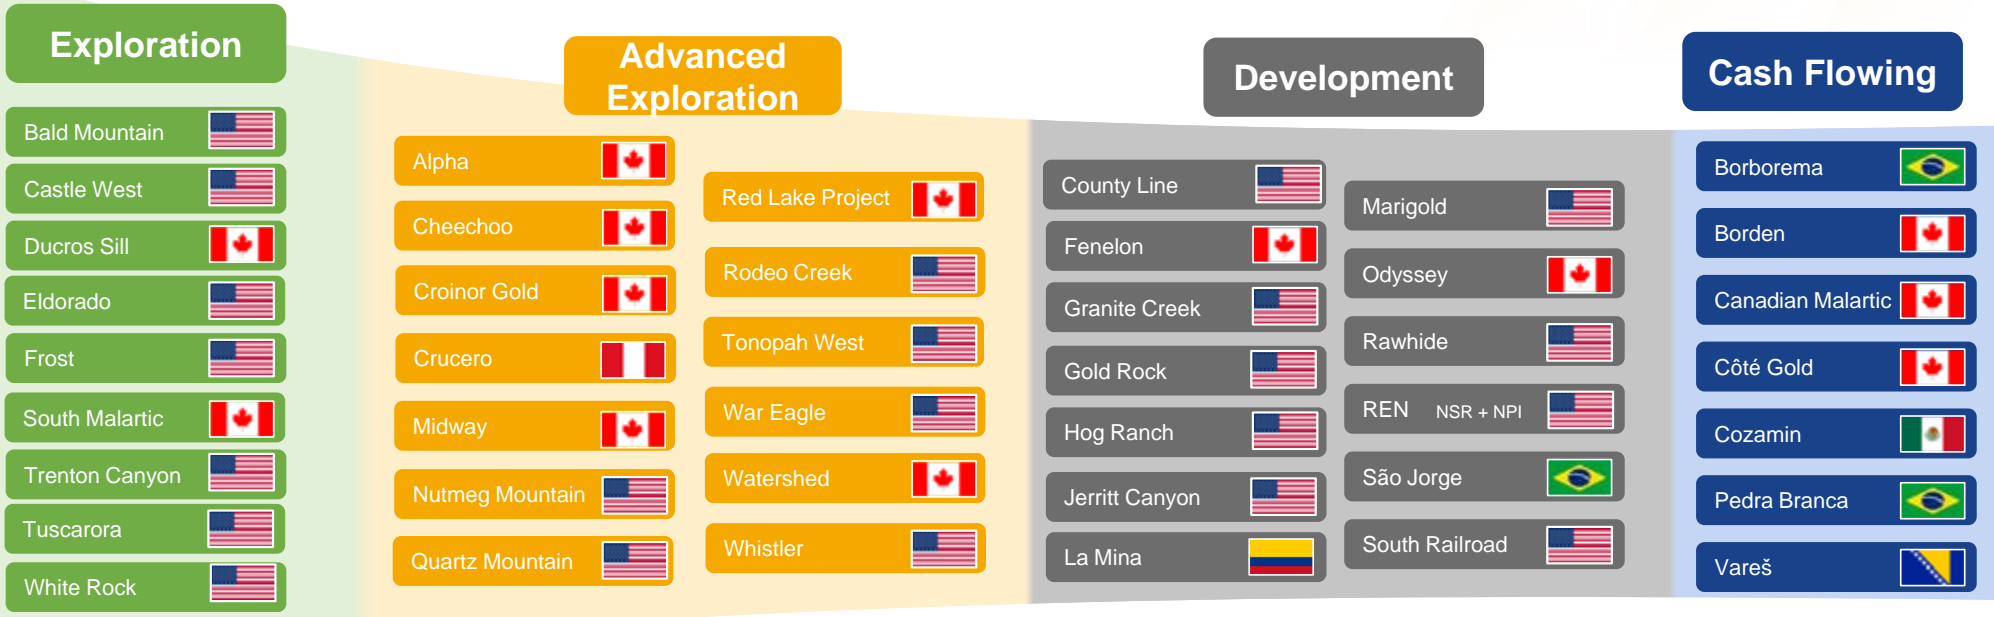 Exploration
Bald Mountain
Castle West
Ducros Sill
Eldorado
Frost
South Malartic
Trenton Canyon
Tuscarora
White Rock
Advanced
Exploration
Alpha
Cheechoo
Croinor Gold
Crucero
Midway
Nutmeg Mountain
Quartz Mountain
Red Lake Project
Rodeo Creek
Tonopah West
War Eagle
Watershed
Whistler
Development
County Line
Fenelon
Granite Creek
Gold Rock
Hog Ranch
Jerritt Canyon
La Mina
Marigold
Odyssey
Rawhide
REN NSR + NPI
São Jorge
South Railroad
Cash Flowing
Borborema
Borden
Canadian Malartic
Côté Gold
Cozamin
Pedra Branca
Vareš